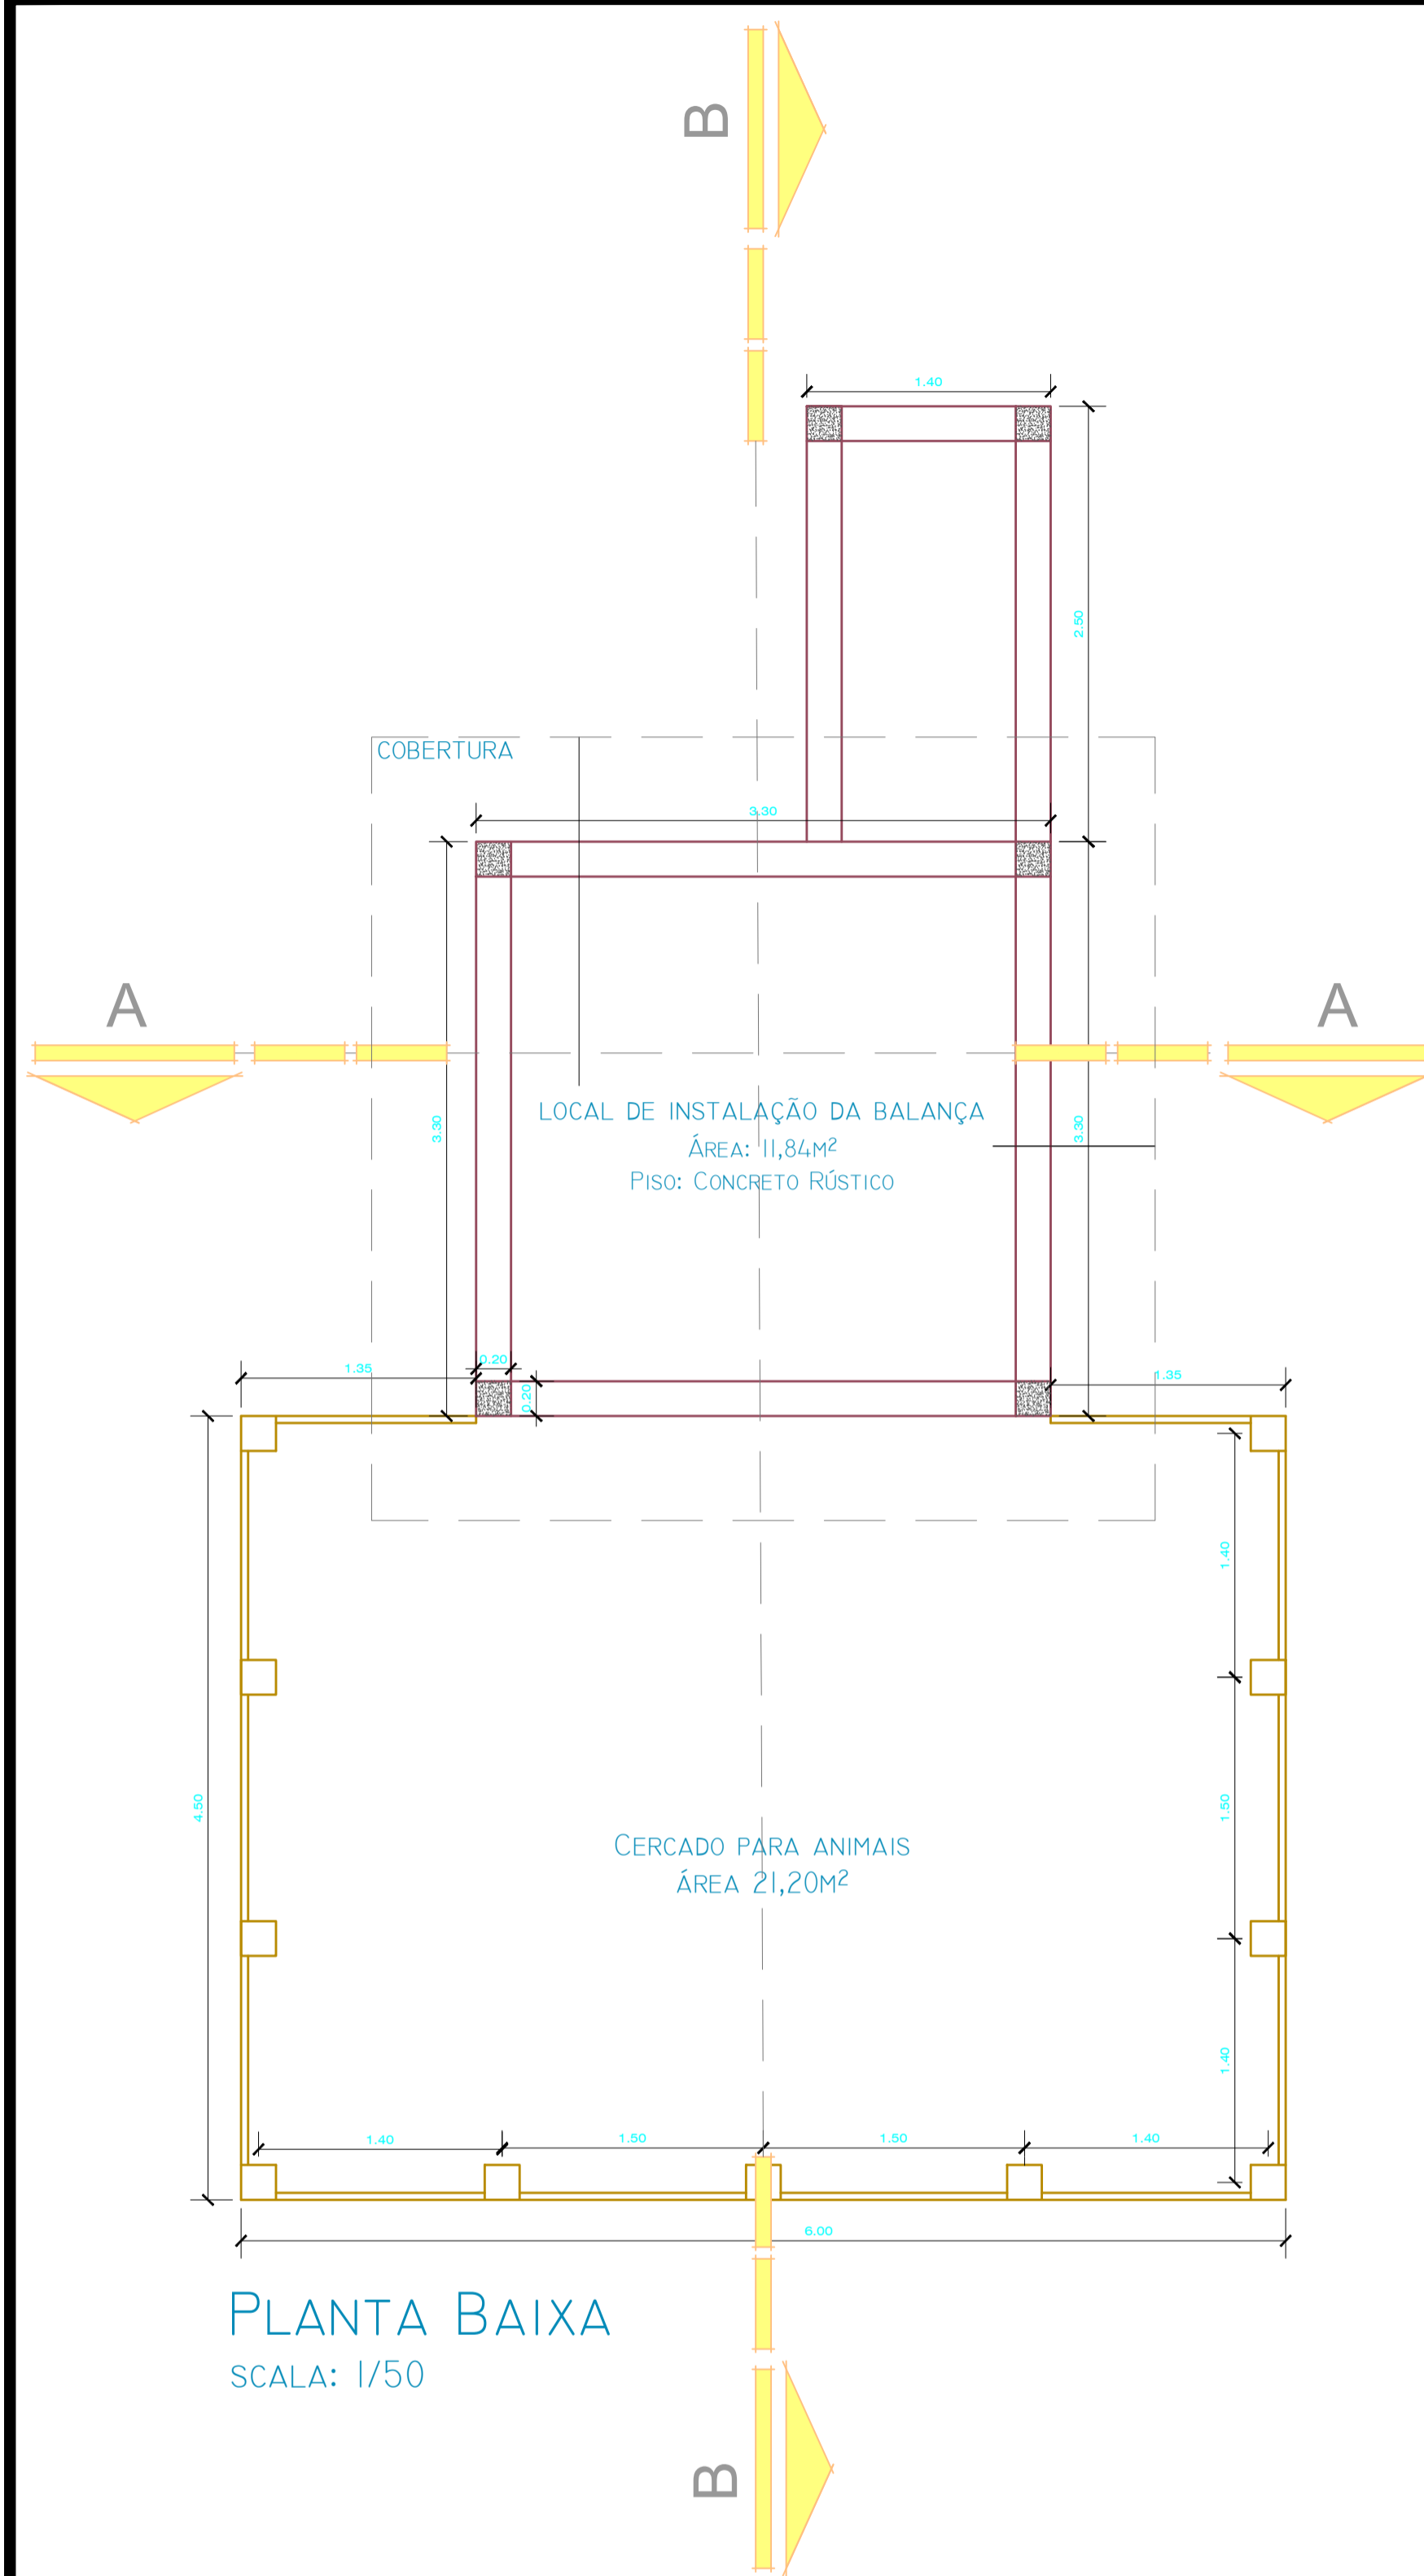 B
1.40
2.50
COBERTURA
3.30
A
A
3.30
3.30
LOCAL DE INSTALAÇÃO DA BALANÇA
ÁREA: 11,84M²
PISO: CONCRETO RÚSTICO
1.35
0.20
0.20
1.35
1.40
4.50
1.50
CERCADO PARA ANIMAIS
ÁREA 21,20M²
1.40
1.40
1.50
1.50
1.40
6.00
PLANTA BAIXA
SCALA: 1/50
B